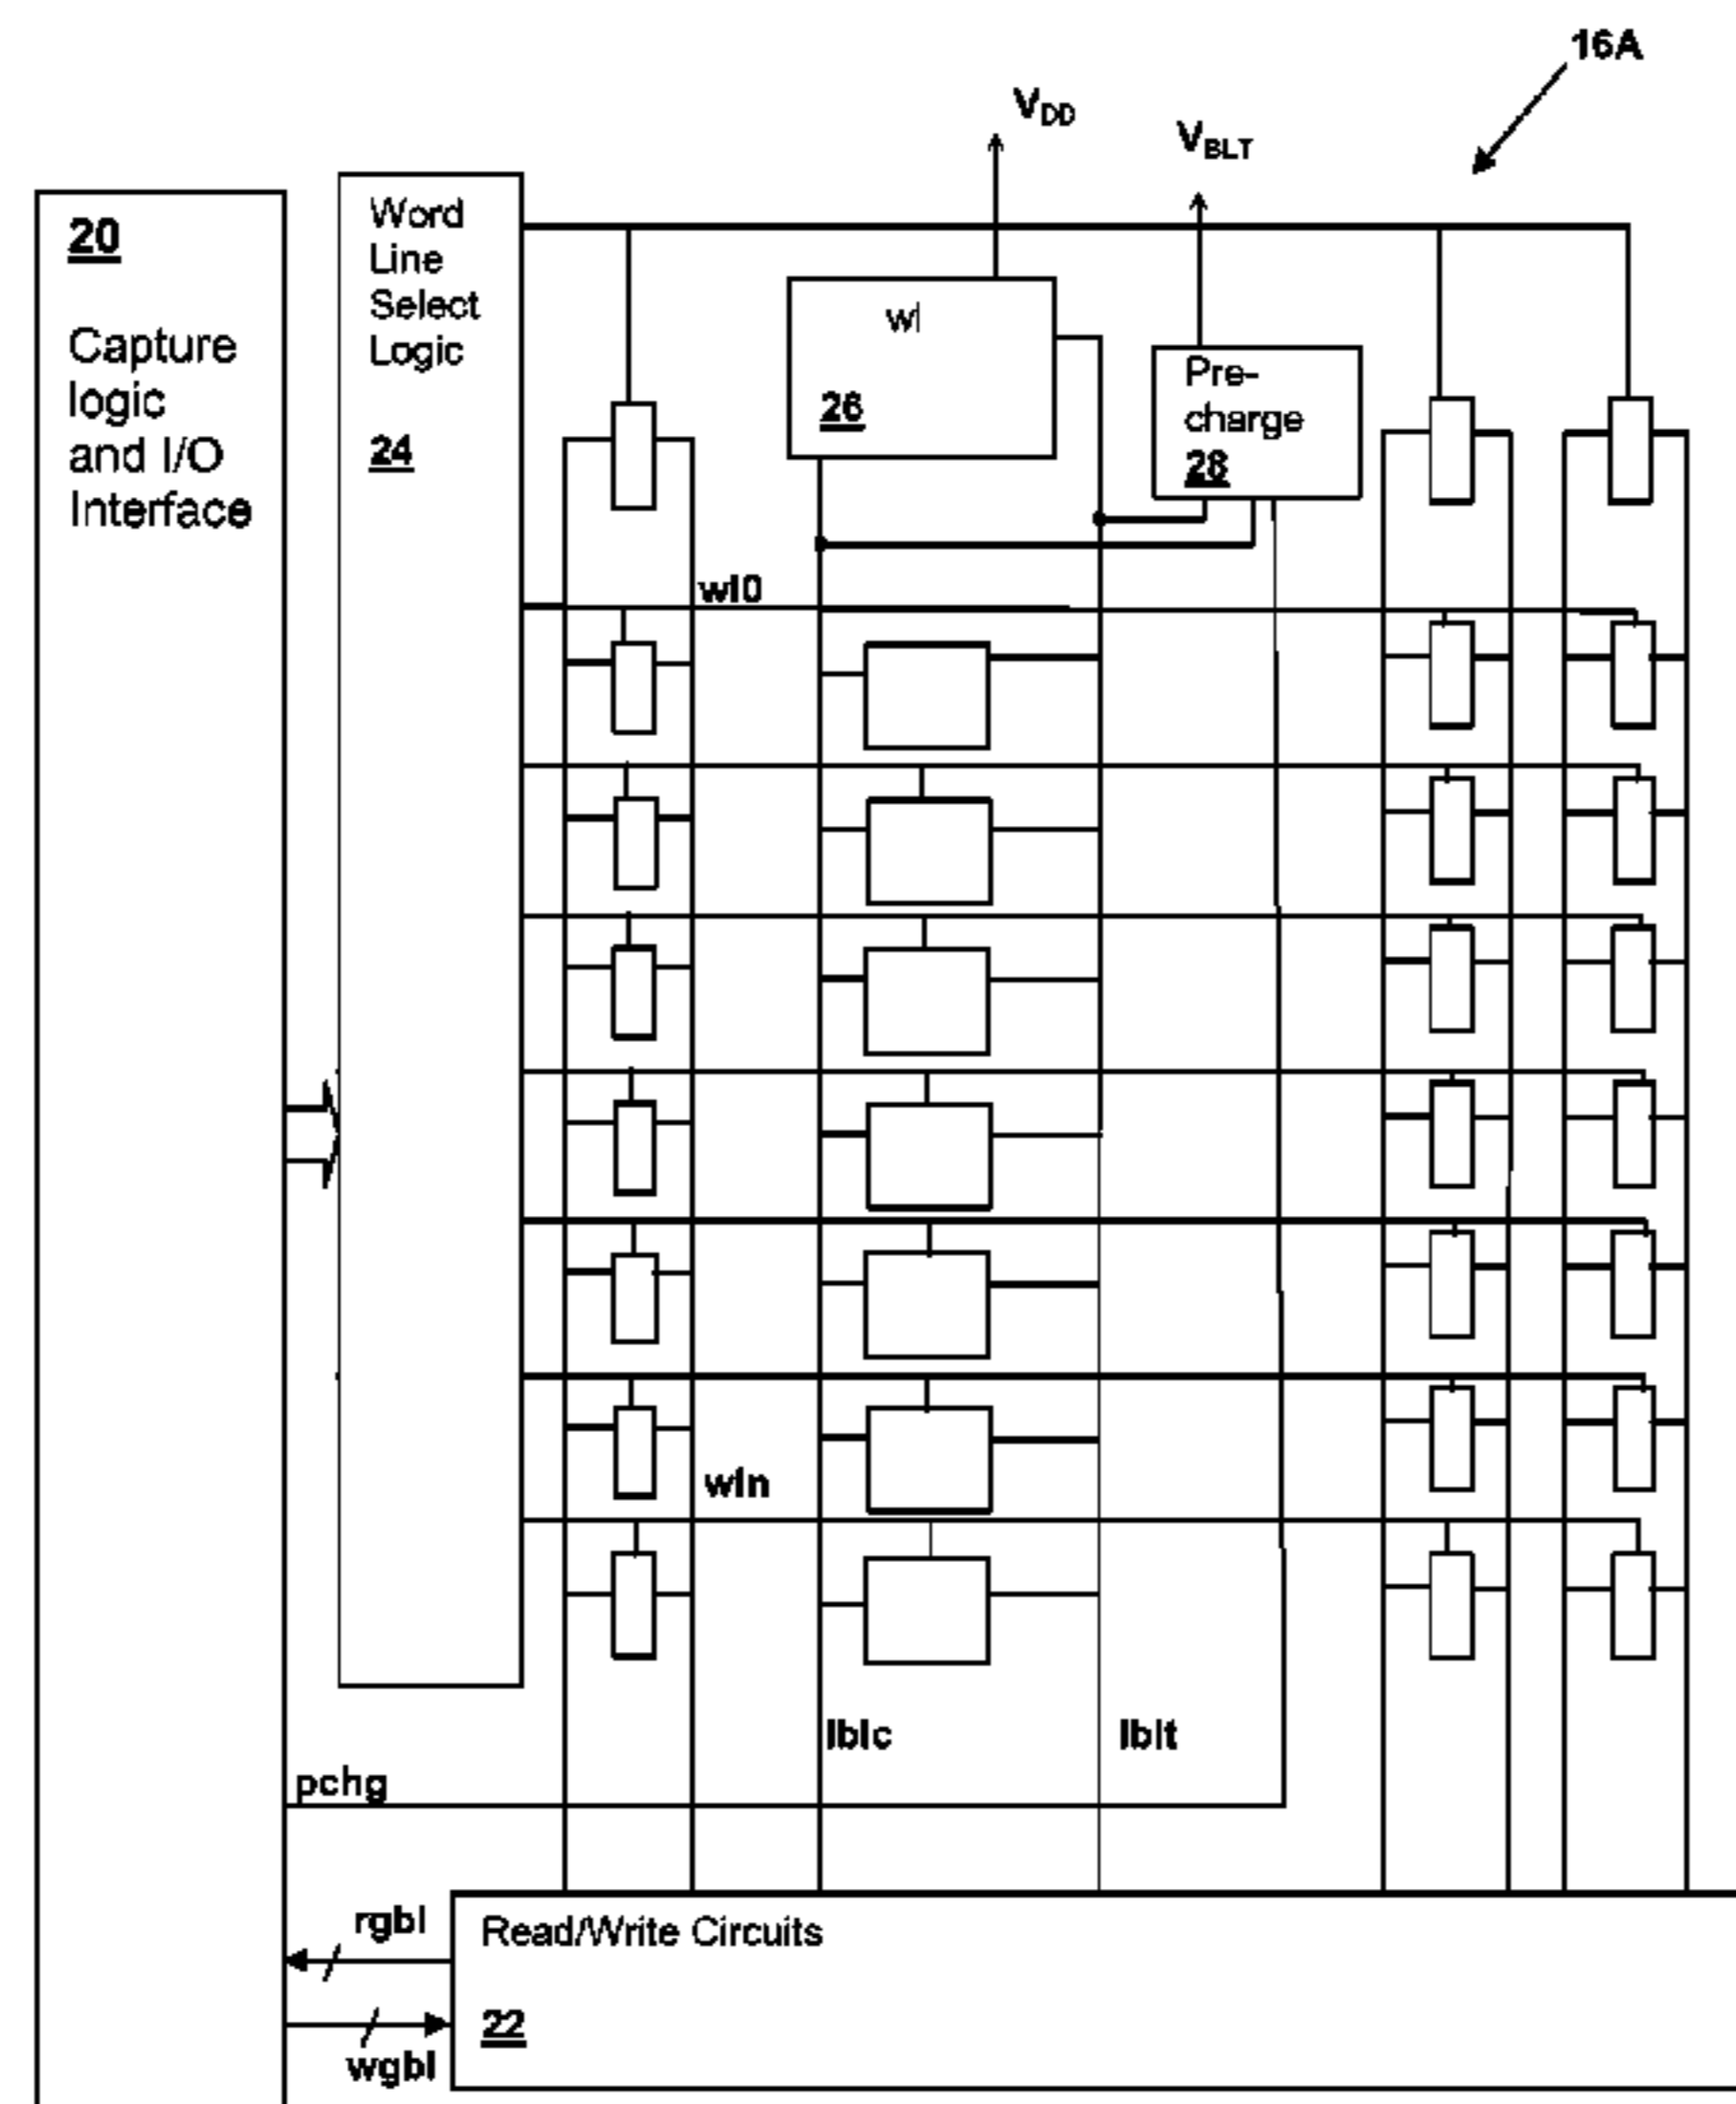 16A
VDD
VBLT
20
Capture
logic
and I/O
Interface
Word
Line
Select
Logic
24
wl
26
Pre-
charge
28
wl0
wln
lblc
lblt
pchg
rgbl
wgbl
Read/Write Circuits
22